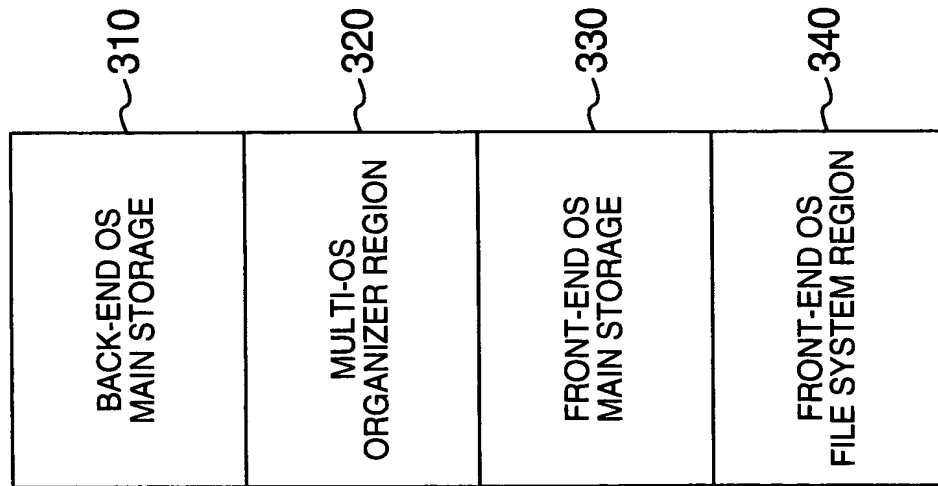 BACK-END OS
MAIN STORAGE
310
MULTI-OS
ORGANIZER REGION
320
FRONT-END OS
MAIN STORAGE
330
FRONT-END OS
FILE SYSTEM REGION
340